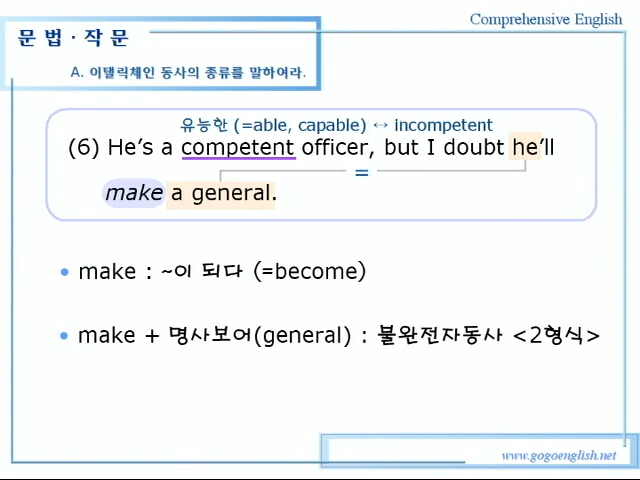 Comprehensive English
문 법 · 작 문
A. 이탤릭체인 동사의 종류를 말하여라.
유능한 (=able, capable) ↔ incompetent
(6) He's a competent officer, but I doubt he'll
=
make a general.
• make : ~이 되다 (=become)
• make + 명사보어(general) : 불완전자동사 <2형식>
www.gogoenglish.net